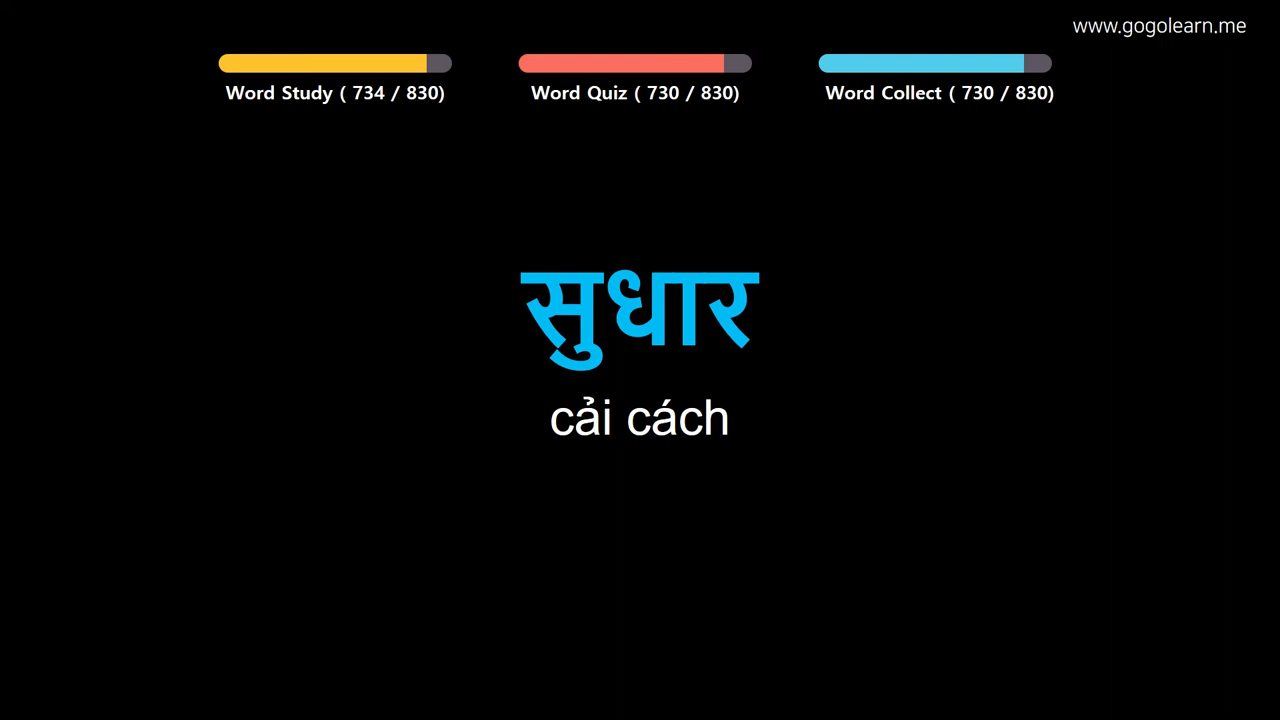 www.gogolearn.me
Word Study ( 734 / 830)
Word Quiz ( 730 / 830)
Word Collect ( 730 / 830)
सुधार
cải cách